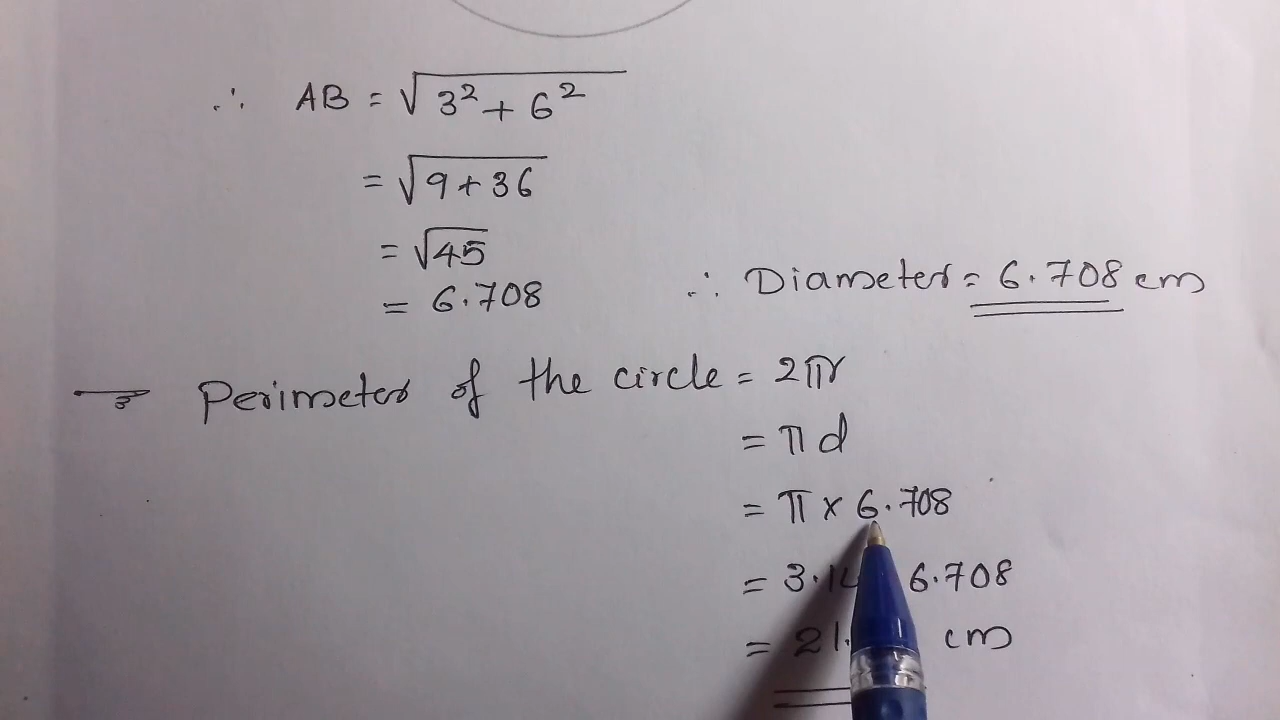 ∴ AB = √3² + 6²
= √9 + 36
= √45
= 6.708
∴ Diameter = 6.708 cm
Perimeter of the circle = 2πr
= πd
= π × 6.708
= 3.1 6.708
= 21. cm